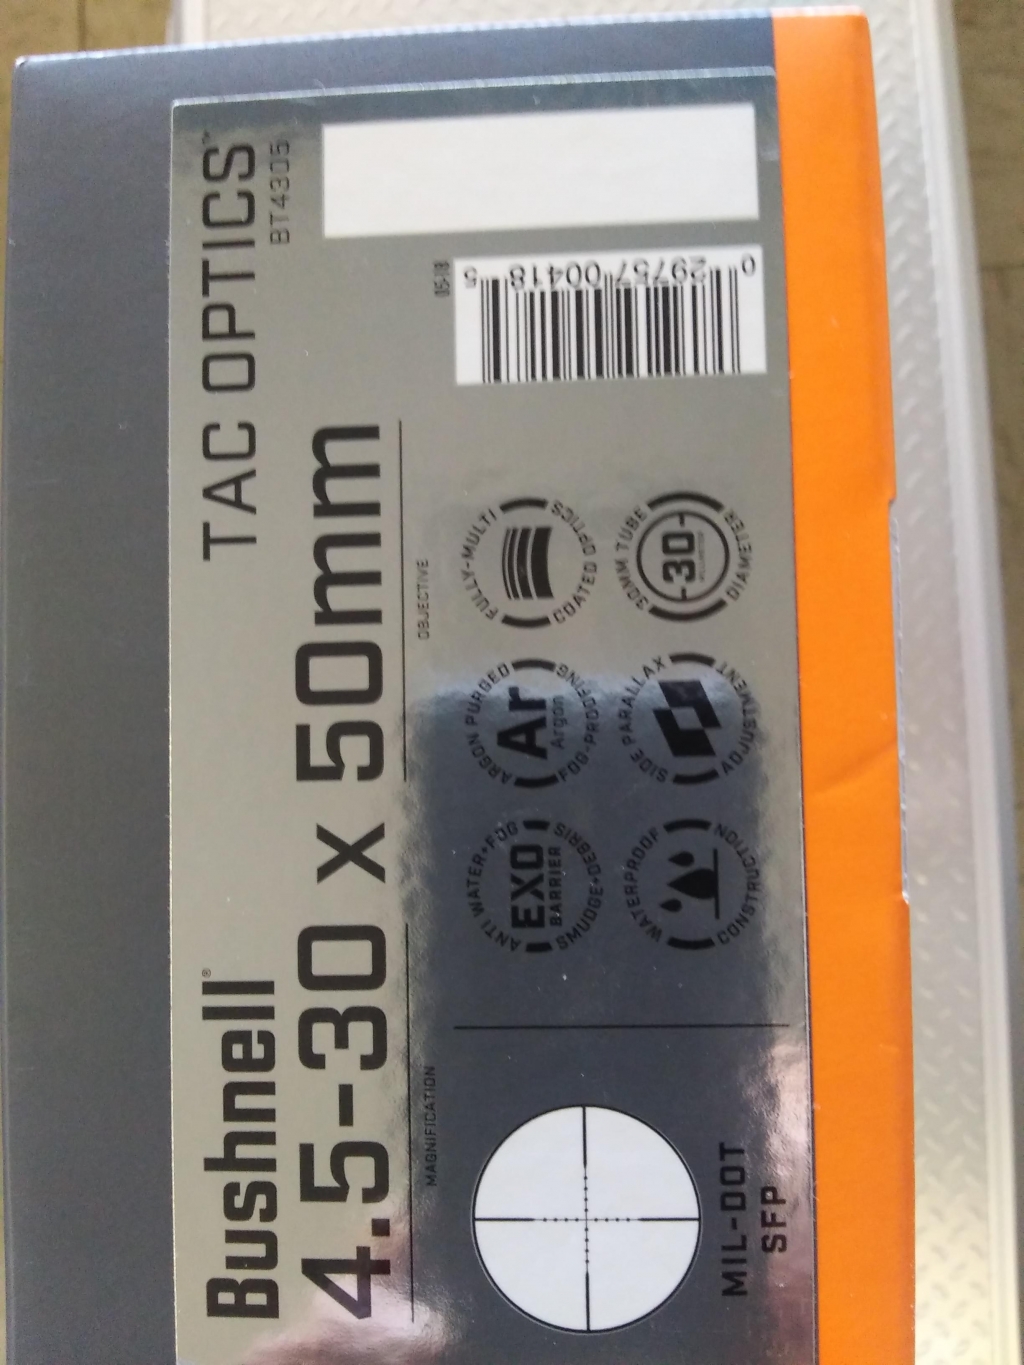 Bushnell®
TAC OPTICS™
BT4305
4.5-30 x 50mm
MAGNIFICATION
OBJECTIVE
MIL-DOT
SFP
ANTI WATER+FOG
EXO
BARRIER
SMUDGE+DEBRIS
ARGON PURGED
Ar
Argon
FOG-PROOFING
FULLY-MULTI
COATED OPTICS
WATERPROOF
CONSTRUCTION
SIDE PARALLAX
ADJUSTMENT
30MM TUBE
30
DIAMETER
05-18
0 29757 00418 5